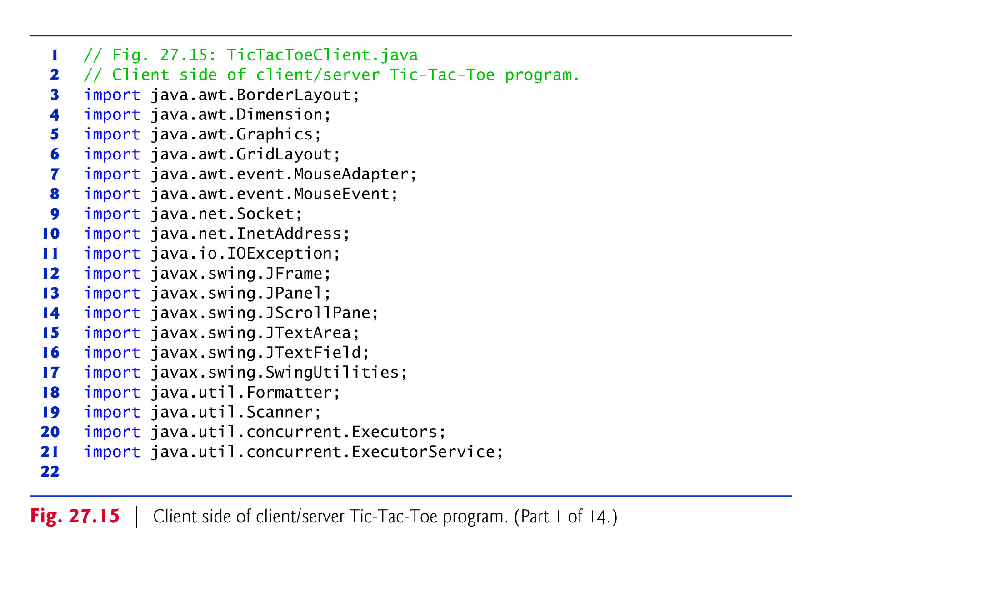 1 // Fig. 27.15: TicTacToeClient.java
2 // Client side of client/server Tic-Tac-Toe program.
3 import java.awt.BorderLayout;
4 import java.awt.Dimension;
5 import java.awt.Graphics;
6 import java.awt.GridLayout;
7 import java.awt.event.MouseAdapter;
8 import java.awt.event.MouseEvent;
9 import java.net.Socket;
10 import java.net.InetAddress;
11 import java.io.IOException;
12 import javax.swing.JFrame;
13 import javax.swing.JPanel;
14 import javax.swing.JScrollPane;
15 import javax.swing.JTextArea;
16 import javax.swing.JTextField;
17 import javax.swing.SwingUtilities;
18 import java.util.Formatter;
19 import java.util.Scanner;
20 import java.util.concurrent.Executors;
21 import java.util.concurrent.ExecutorService;
22
Fig. 27.15 | Client side of client/server Tic-Tac-Toe program. (Part 1 of 14.)